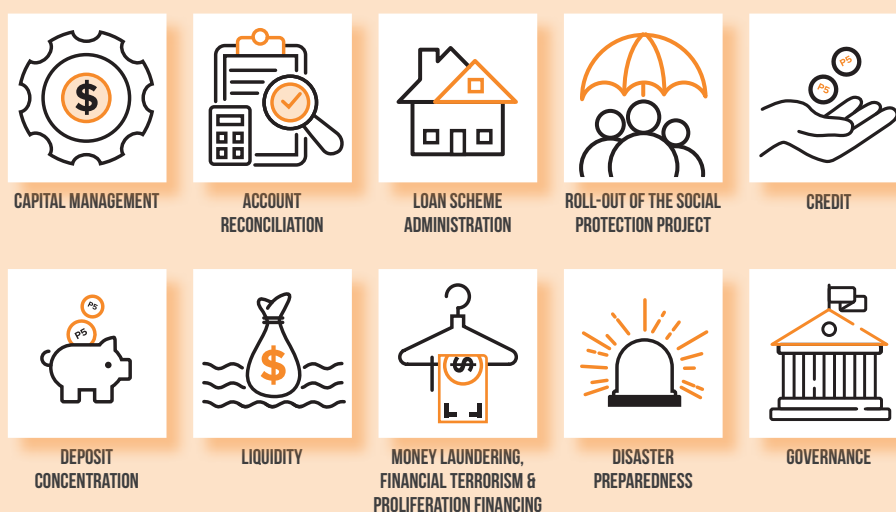 $
CAPITAL MANAGEMENT
ACCOUNT
RECONCILIATION
LOAN SCHEME
ADMINISTRATION
ROLL-OUT OF THE SOCIAL
PROTECTION PROJECT
P5
P5
CREDIT
P5
P5
DEPOSIT
CONCENTRATION
$
LIQUIDITY
$
MONEY LAUNDERING,
FINANCIAL TERRORISM &
PROLIFERATION FINANCING
DISASTER
PREPAREDNESS
GOVERNANCE